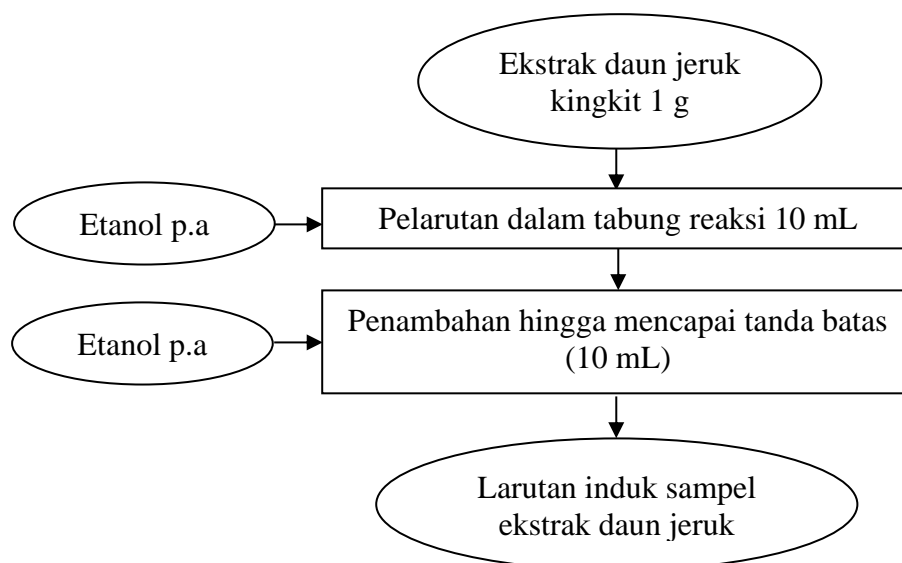 Ekstrak daun jeruk
kingkit 1 g
Etanol p.a
Pelarutan dalam tabung reaksi 10 mL
Etanol p.a
Penambahan hingga mencapai tanda batas
(10 mL)
Larutan induk sampel
ekstrak daun jeruk